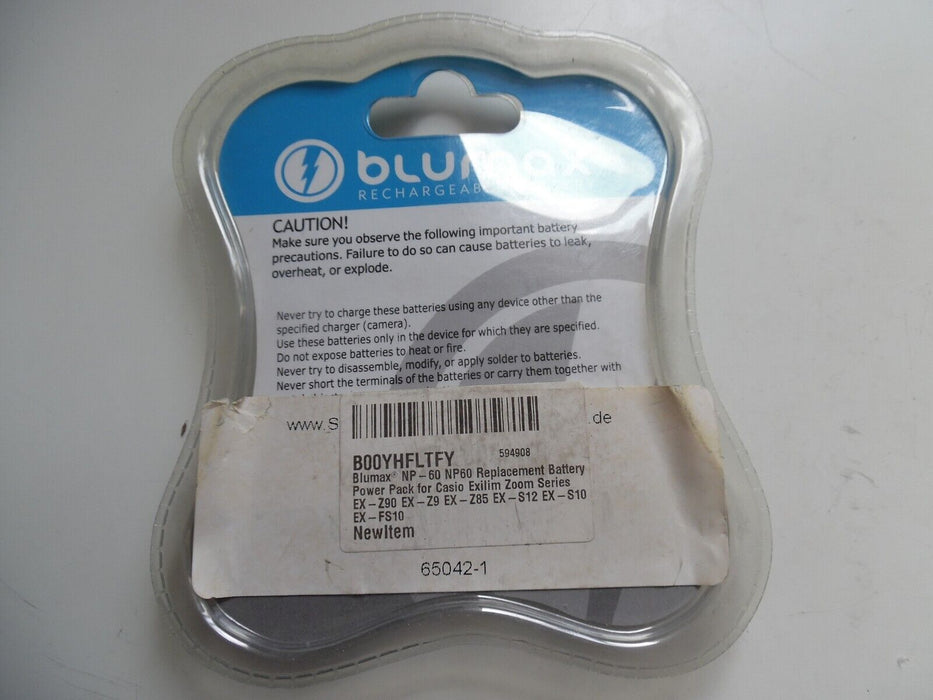 blumax
RECHARGEAB
CAUTION!
Make sure you observe the following important battery
precautions. Failure to do so can cause batteries to leak,
overheat, or explode.
Never try to charge these batteries using any device other than the
specified charger (camera).
Use these batteries only in the device for which they are specified.
Do not expose batteries to heat or fire.
Never try to disassemble, modify, or apply solder to batteries.
Never short the terminals of the batteries or carry them together with
www.S .de
B00YHFLTFY 594908
Blumax® NP-60 NP60 Replacement Battery
Power Pack for Casio Exilim Zoom Series
EX-Z90 EX-Z9 EX-Z85 EX-S12 EX-S10
EX-FS10
NewItem
65042-1